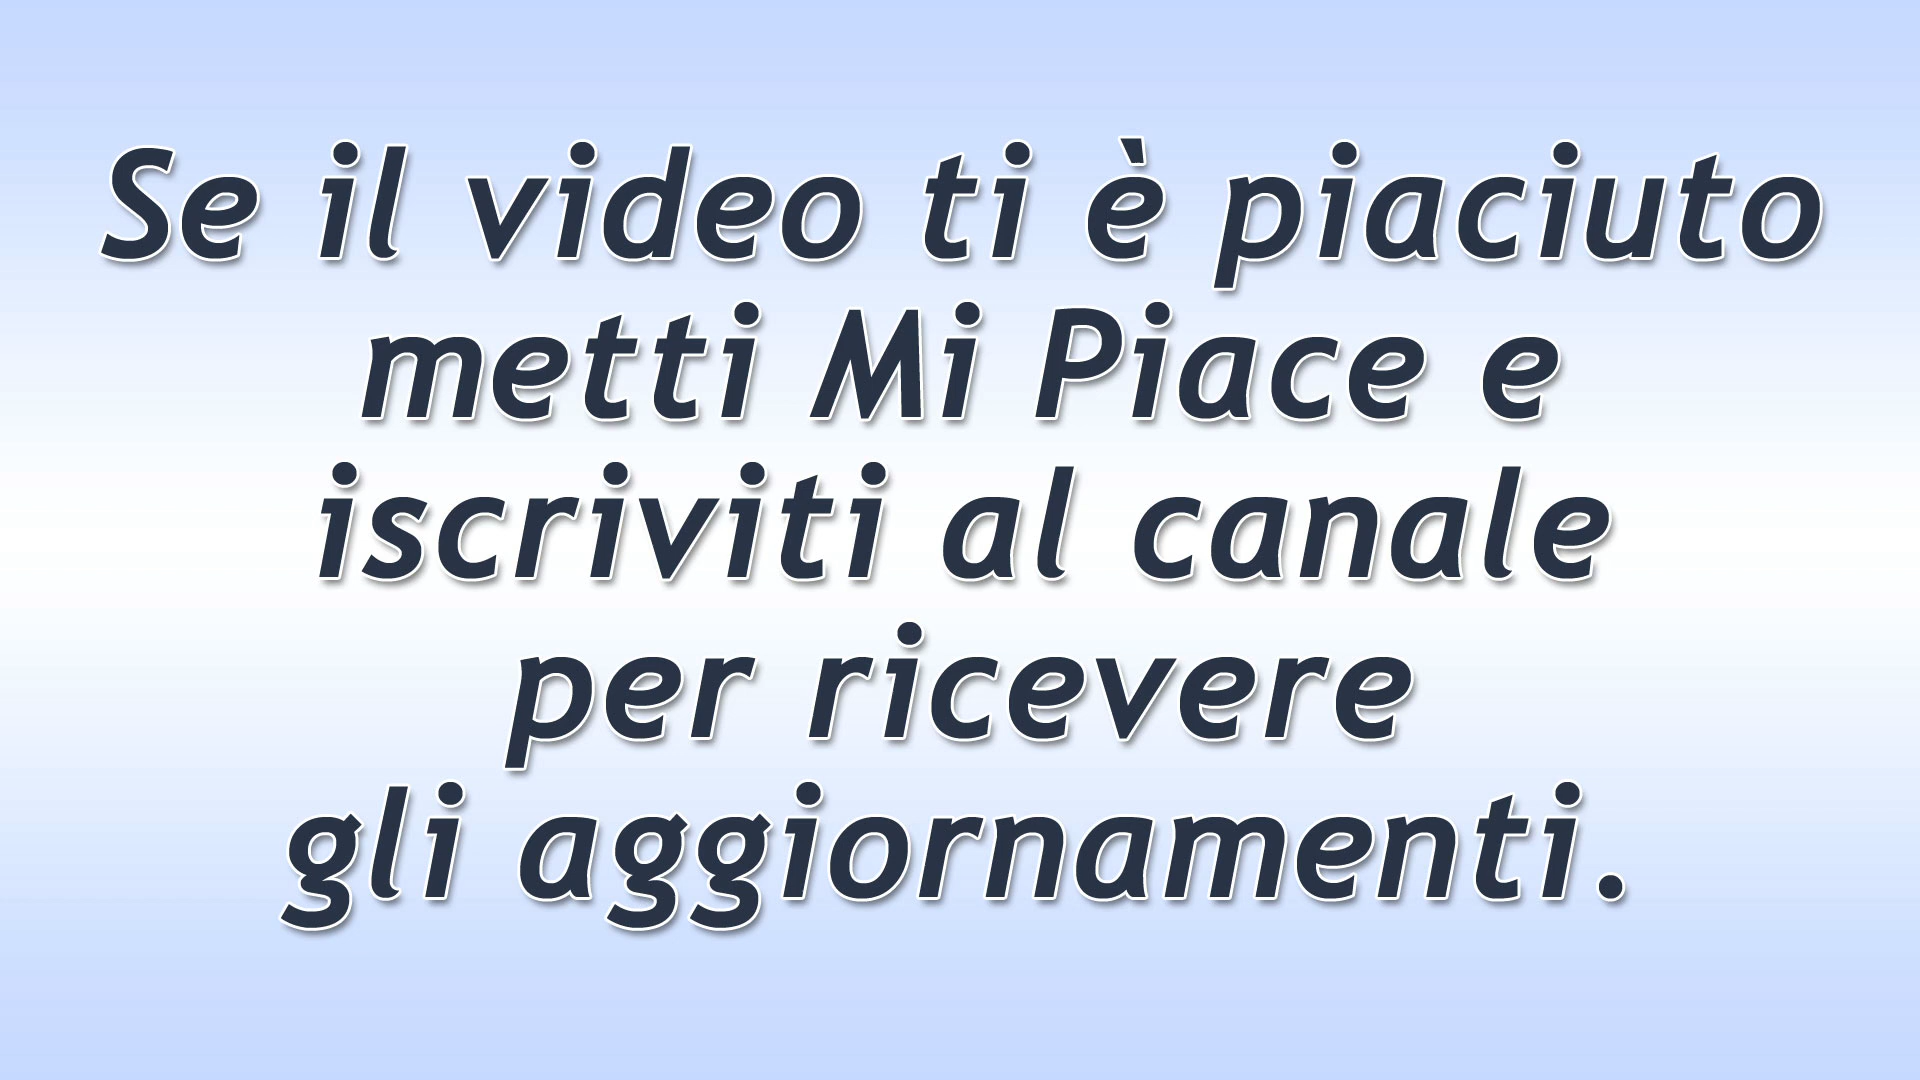 Se il video ti è piaciuto
metti Mi Piace e
iscriviti al canale
per ricevere
gli aggiornamenti.